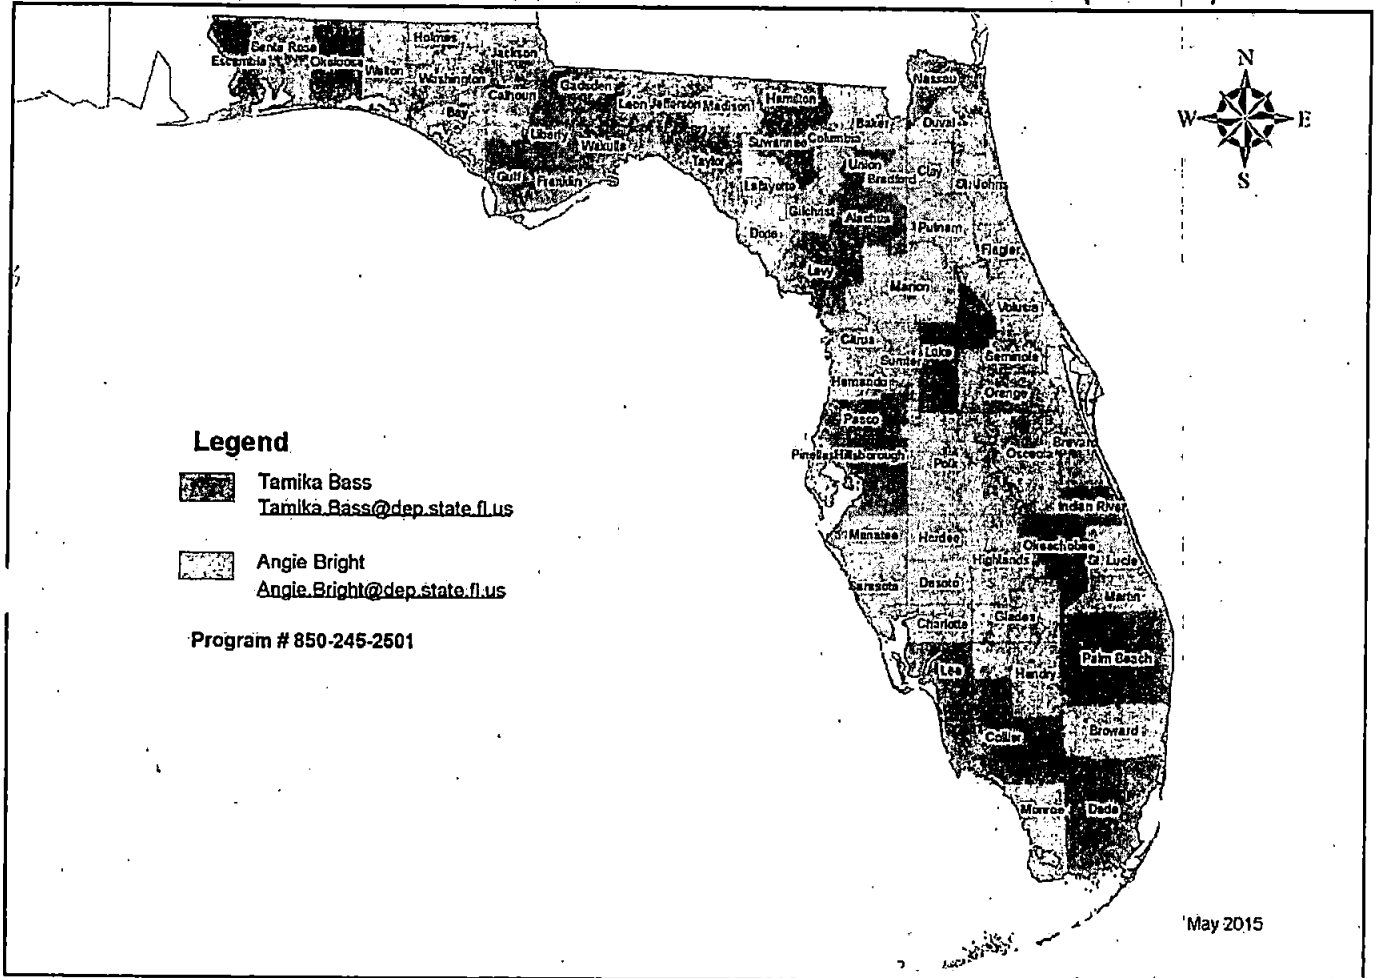 N
W E
S
Holmes
Santa Rosa
Jackson
Escambia Okaloosa
Walton
Washington
Nassau
Gadsden
Calhoun
Leon Jefferson Madison Hamilton
Bay
Baker
Duval
Liberty
Suwannee Columbia
Wakulla
Taylor
Union
Bradford Clay
Gulf Franklin
Lafayette
St. Johns
Gilchrist Alachua
Putnam
Dixie
Flagler
Levy
Marion
Volusia
Citrus
Sumter Lake
Seminole
Hernando
Orange
Pasco
Brevard
Pinellas Hillsborough
Polk
Osceola
Indian River
Manatee Hardee
Okeechobee
Highlands
St. Lucie
Sarasota Desoto
Martin
Charlotte Glades
Lee
Hendry
Palm Beach
Collier
Broward
Monroe
Dade
Legend
Tamika Bass
Tamika.Bass@dep.state.fl.us
Angie Bright
Angie.Bright@dep.state.fl.us
Program # 850-245-2501
May 2015